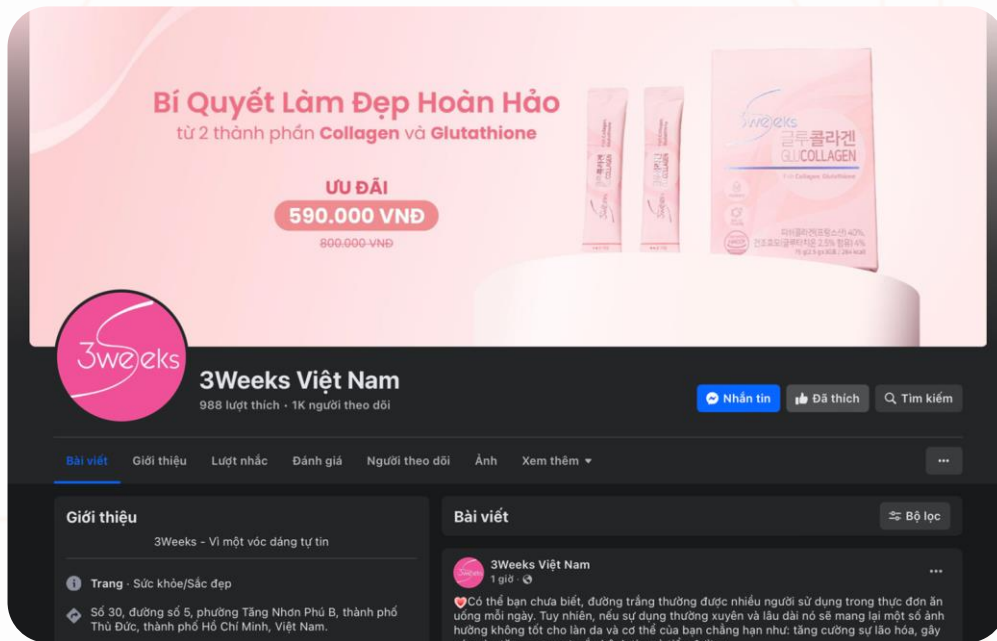 Bí Quyết Làm Đẹp Hoàn Hảo
từ 2 thành phần Collagen và Glutathione
ƯU ĐÃI
590.000 VNĐ
800.000 VNĐ
3weeks
글루콜라겐
GLUCOLLAGEN
3weeks
3Weeks Việt Nam
988 lượt thích · 1K người theo dõi
Nhắn tin
Đã thích
Tìm kiếm
Bài viết
Giới thiệu
Lượt nhắc
Đánh giá
Người theo dõi
Ảnh
Xem thêm
Giới thiệu
3Weeks - Vì một vóc dáng tự tin
Trang · Sức khỏe/Sắc đẹp
Số 30, đường số 5, phường Tăng Nhơn Phú B, thành phố
Thủ Đức, thành phố Hồ Chí Minh, Việt Nam.
Bài viết
Bộ lọc
3Weeks Việt Nam
1 giờ ·
Có thể bạn chưa biết, đường trắng thường được nhiều người sử dụng trong thực đơn ăn
uống mỗi ngày. Tuy nhiên, nếu sử dụng thường xuyên và lâu dài nó sẽ mang lại một số ảnh
hưởng không tốt cho làn da và cơ thể của bạn chẳng hạn như: tăng cường sự lão hóa, gây